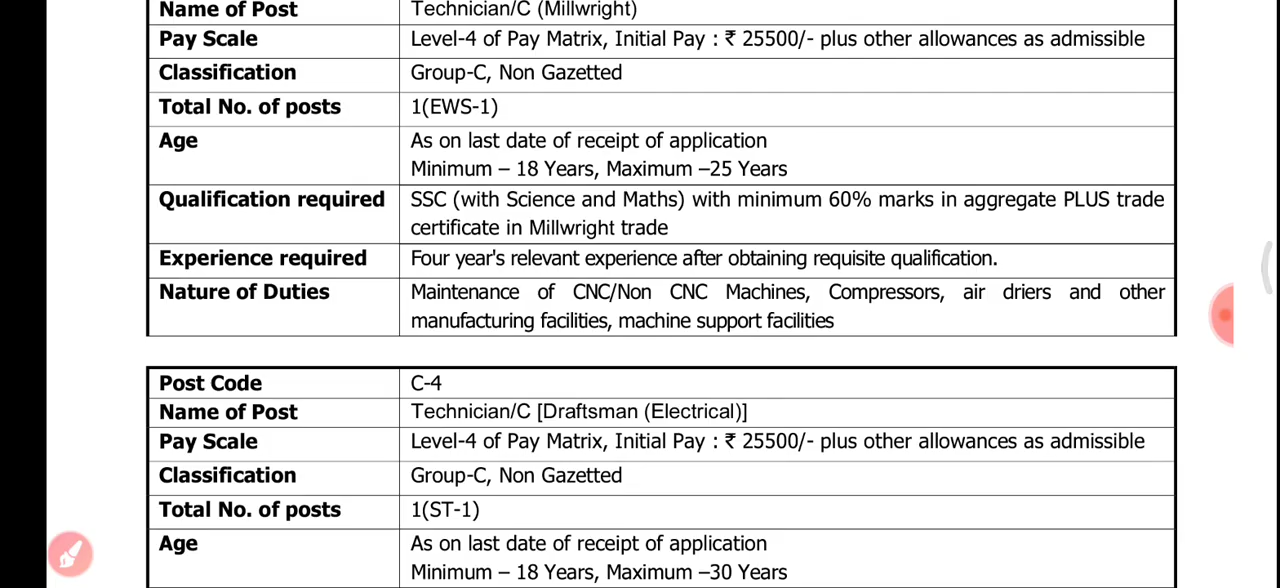 Name of Post Technician/C (Millwright)
Pay Scale Level-4 of Pay Matrix, Initial Pay : ₹ 25500/- plus other allowances as admissible
Classification Group-C, Non Gazetted
Total No. of posts 1(EWS-1)
Age As on last date of receipt of application
Minimum – 18 Years, Maximum –25 Years
Qualification required SSC (with Science and Maths) with minimum 60% marks in aggregate PLUS trade
certificate in Millwright trade
Experience required Four year's relevant experience after obtaining requisite qualification.
Nature of Duties Maintenance of CNC/Non CNC Machines, Compressors, air driers and other
manufacturing facilities, machine support facilities
Post Code C-4
Name of Post Technician/C [Draftsman (Electrical)]
Pay Scale Level-4 of Pay Matrix, Initial Pay : ₹ 25500/- plus other allowances as admissible
Classification Group-C, Non Gazetted
Total No. of posts 1(ST-1)
Age As on last date of receipt of application
Minimum – 18 Years, Maximum –30 Years